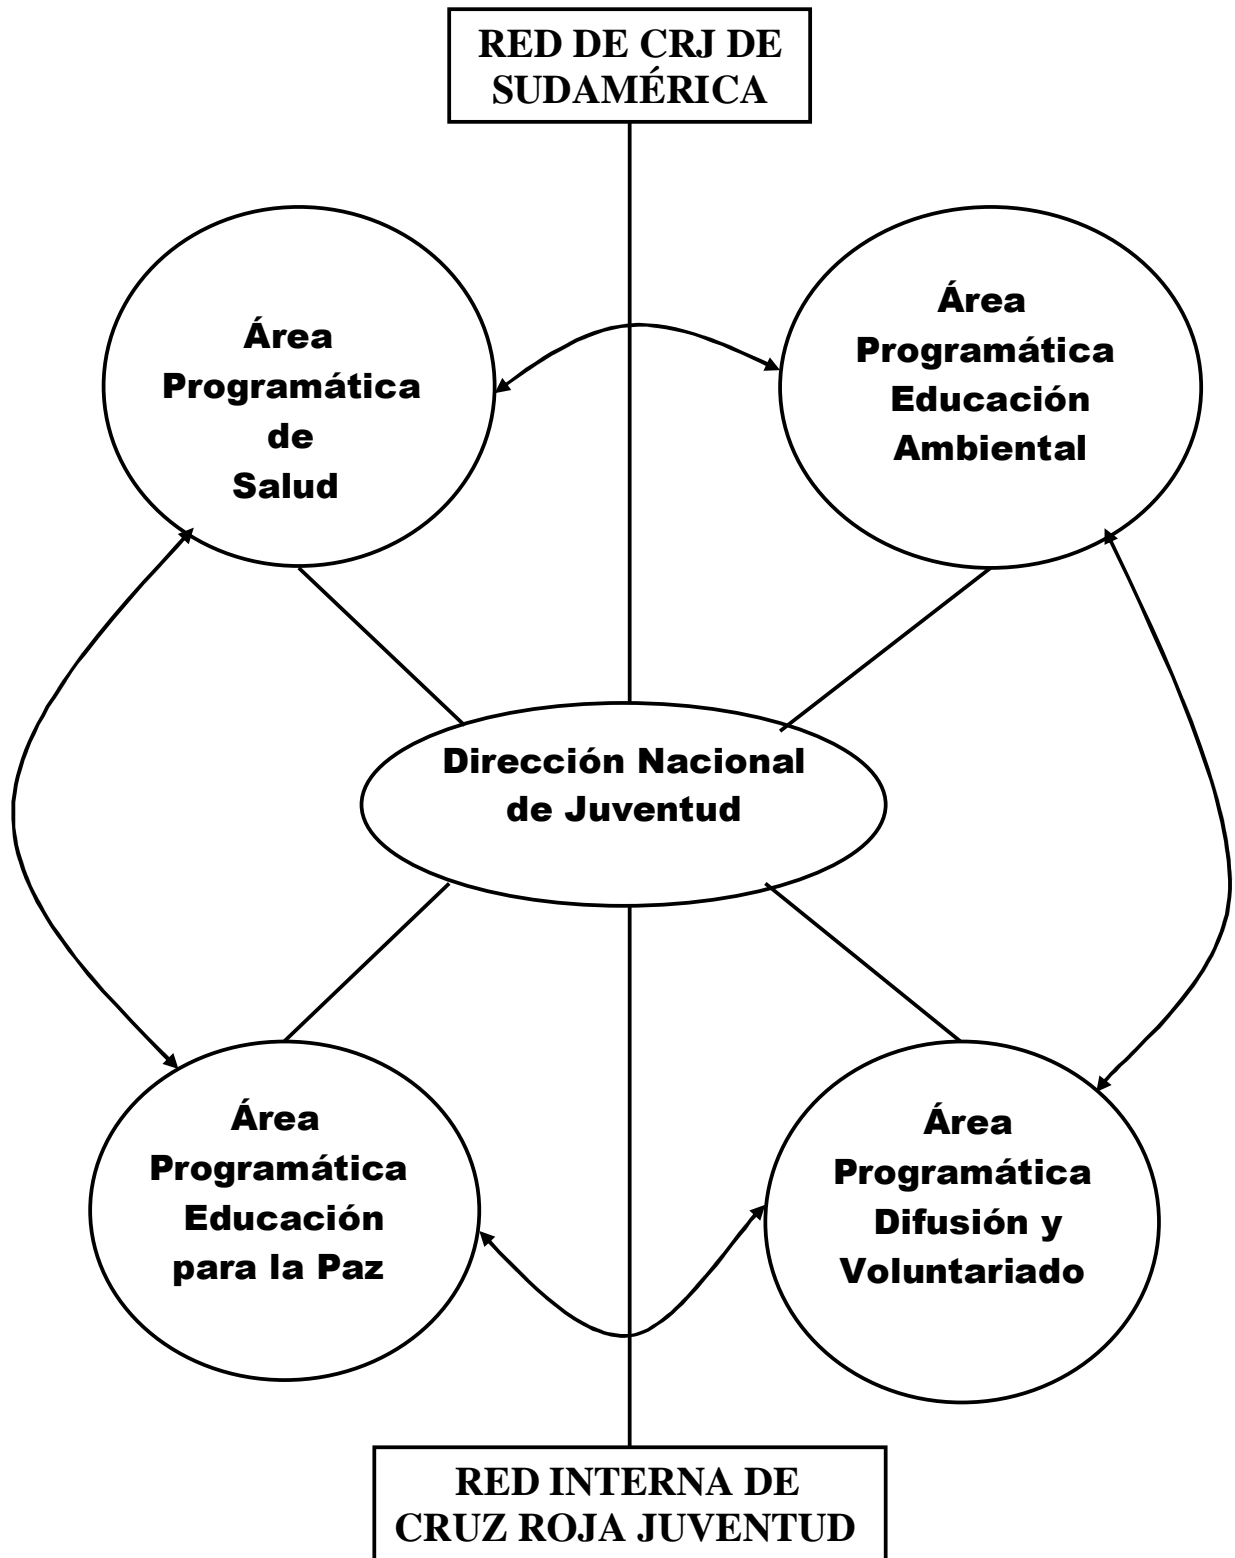 RED DE CRJ DE
SUDAMÉRICA
Área
Programática
de
Salud
Área
Programática
Educación
Ambiental
Dirección Nacional
de Juventud
Área
Programática
Educación
para la Paz
Área
Programática
Difusión y
Voluntariado
RED INTERNA DE
CRUZ ROJA JUVENTUD